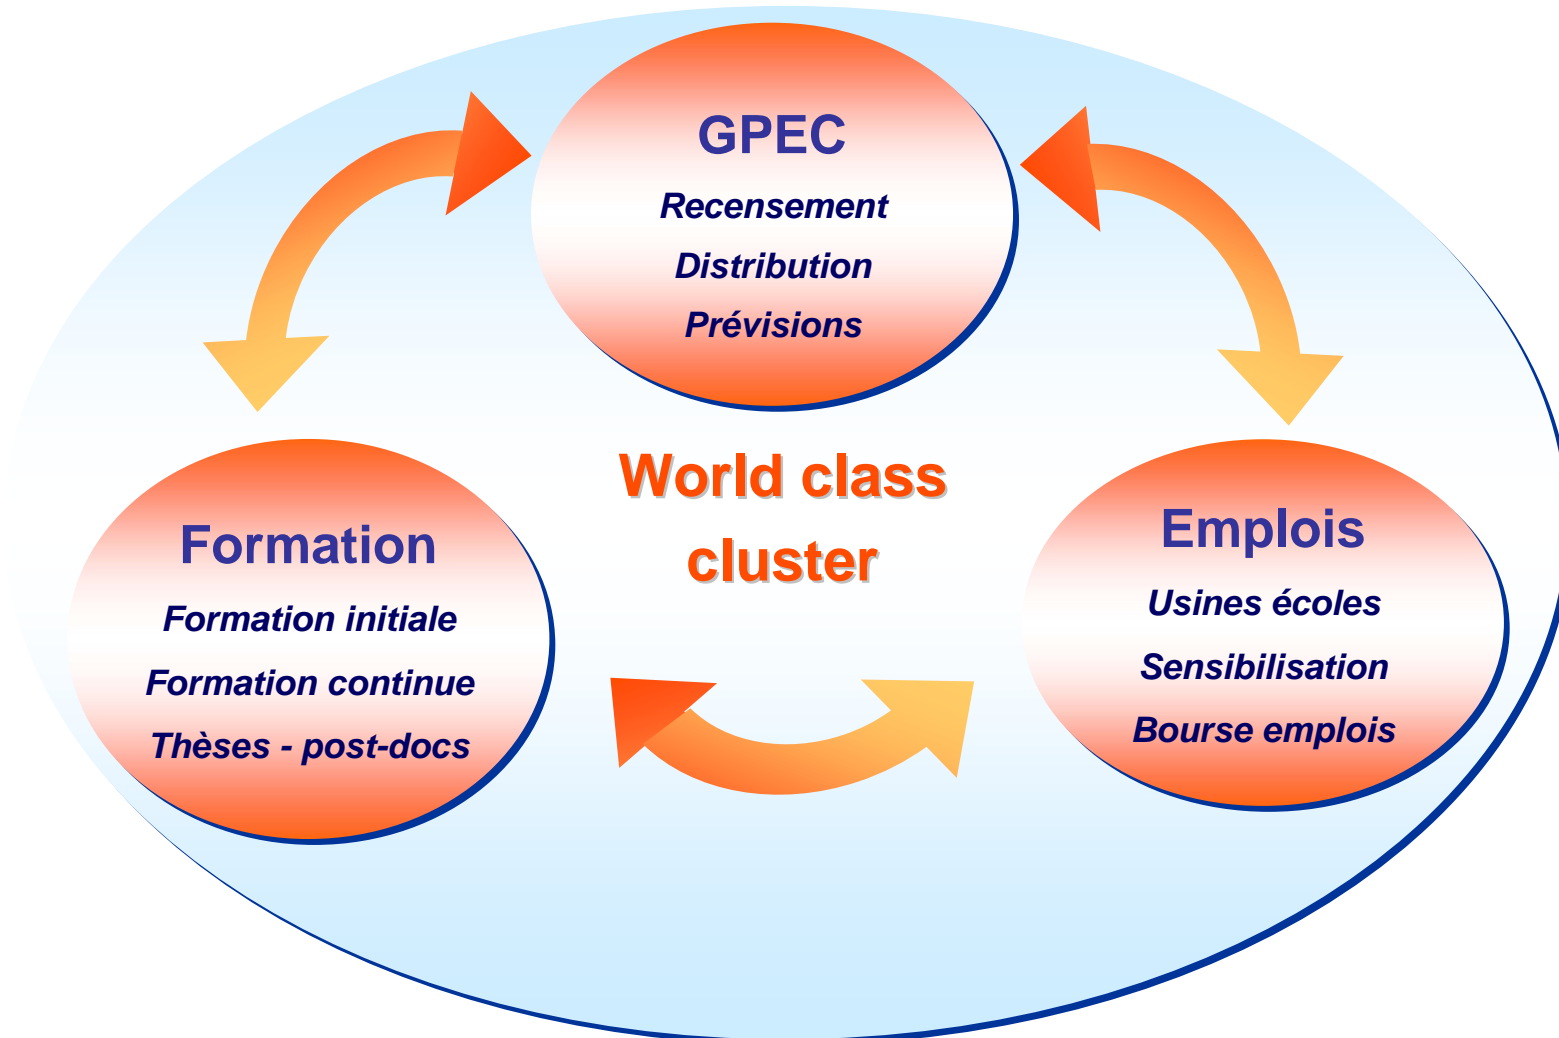 GPEC
Recensement
Distribution
Prévisions
World class
cluster
Formation
Formation initiale
Formation continue
Thèses - post-docs
Emplois
Usines écoles
Sensibilisation
Bourse emplois